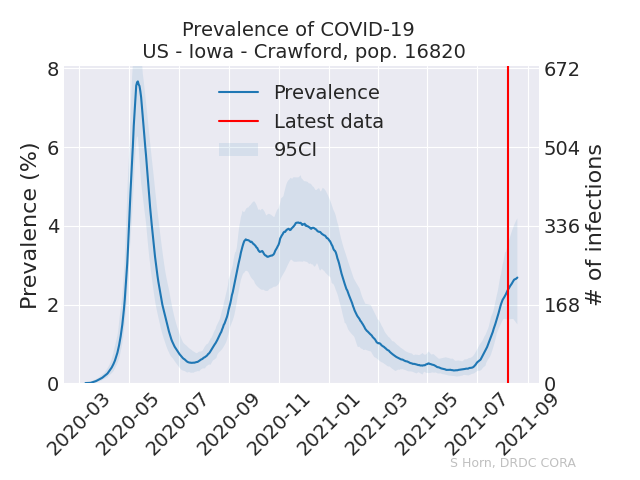 Prevalence of COVID-19
US - Iowa - Crawford, pop. 16820
Prevalence
Latest data
95CI
Prevalence (%)
8
6
4
2
0
672
504
336
168
0
# of infections
2020-03
2020-05
2020-07
2020-09
2020-11
2021-01
2021-03
2021-05
2021-07
2021-09
S Horn, DRDC CORA